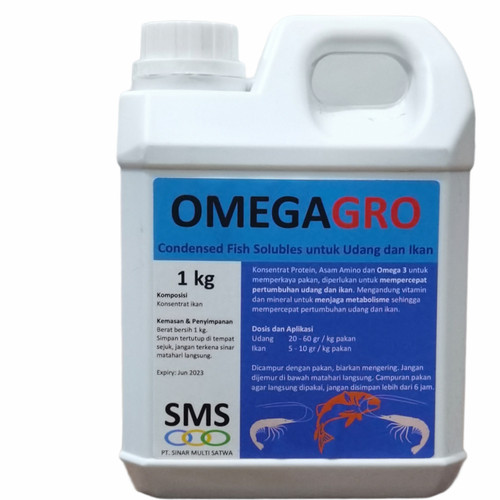 OMEGAGRO
Condensed Fish Solubles untuk Udang dan Ikan
1 kg
Komposisi
Konsentrat ikan
Kemasan & Penyimpanan
Berat bersih 1 kg.
Simpan tertutup di tempat
sejuk, jangan terkena sinar
matahari langsung.
Expiry: Jun 2023
SMS
PT. SINAR MULTI SATWA
Konsentrat Protein, Asam Amino dan Omega 3 untuk
memperkaya pakan, diperlukan untuk mempercepat
pertumbuhan udang dan ikan. Mengandung vitamin
dan mineral untuk menjaga metabolisme sehingga
mempercepat pertumbuhan udang dan ikan.
Dosis dan Aplikasi
Udang 20 - 60 gr / kg pakan
Ikan 5 - 10 gr / kg pakan
Dicampur dengan pakan, biarkan mengering. Jangan
dijemur di bawah matahari langsung. Campuran pakan
agar langsung dipakai, jangan disimpan lebih dari 6 jam.